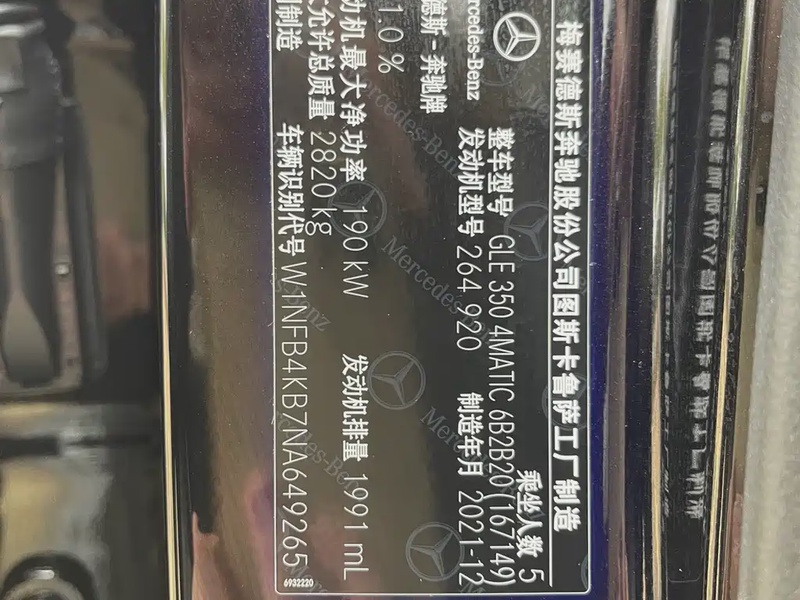 梅赛德斯奔驰股份公司图斯卡鲁萨工厂制造
Mercedes-Benz
整车型号 GLE 350 4MATIC 6B2B20 (167149)
乘坐人数 5
德斯-奔驰牌
发动机型号 264 920
制造年月 2021-12
1.0 %
动机最大净功率 190 kW
发动机排量 1991 mL
允许总质量 2820 kg
制造
车辆识别代号 W1NFB4KB7NA649265
6932220